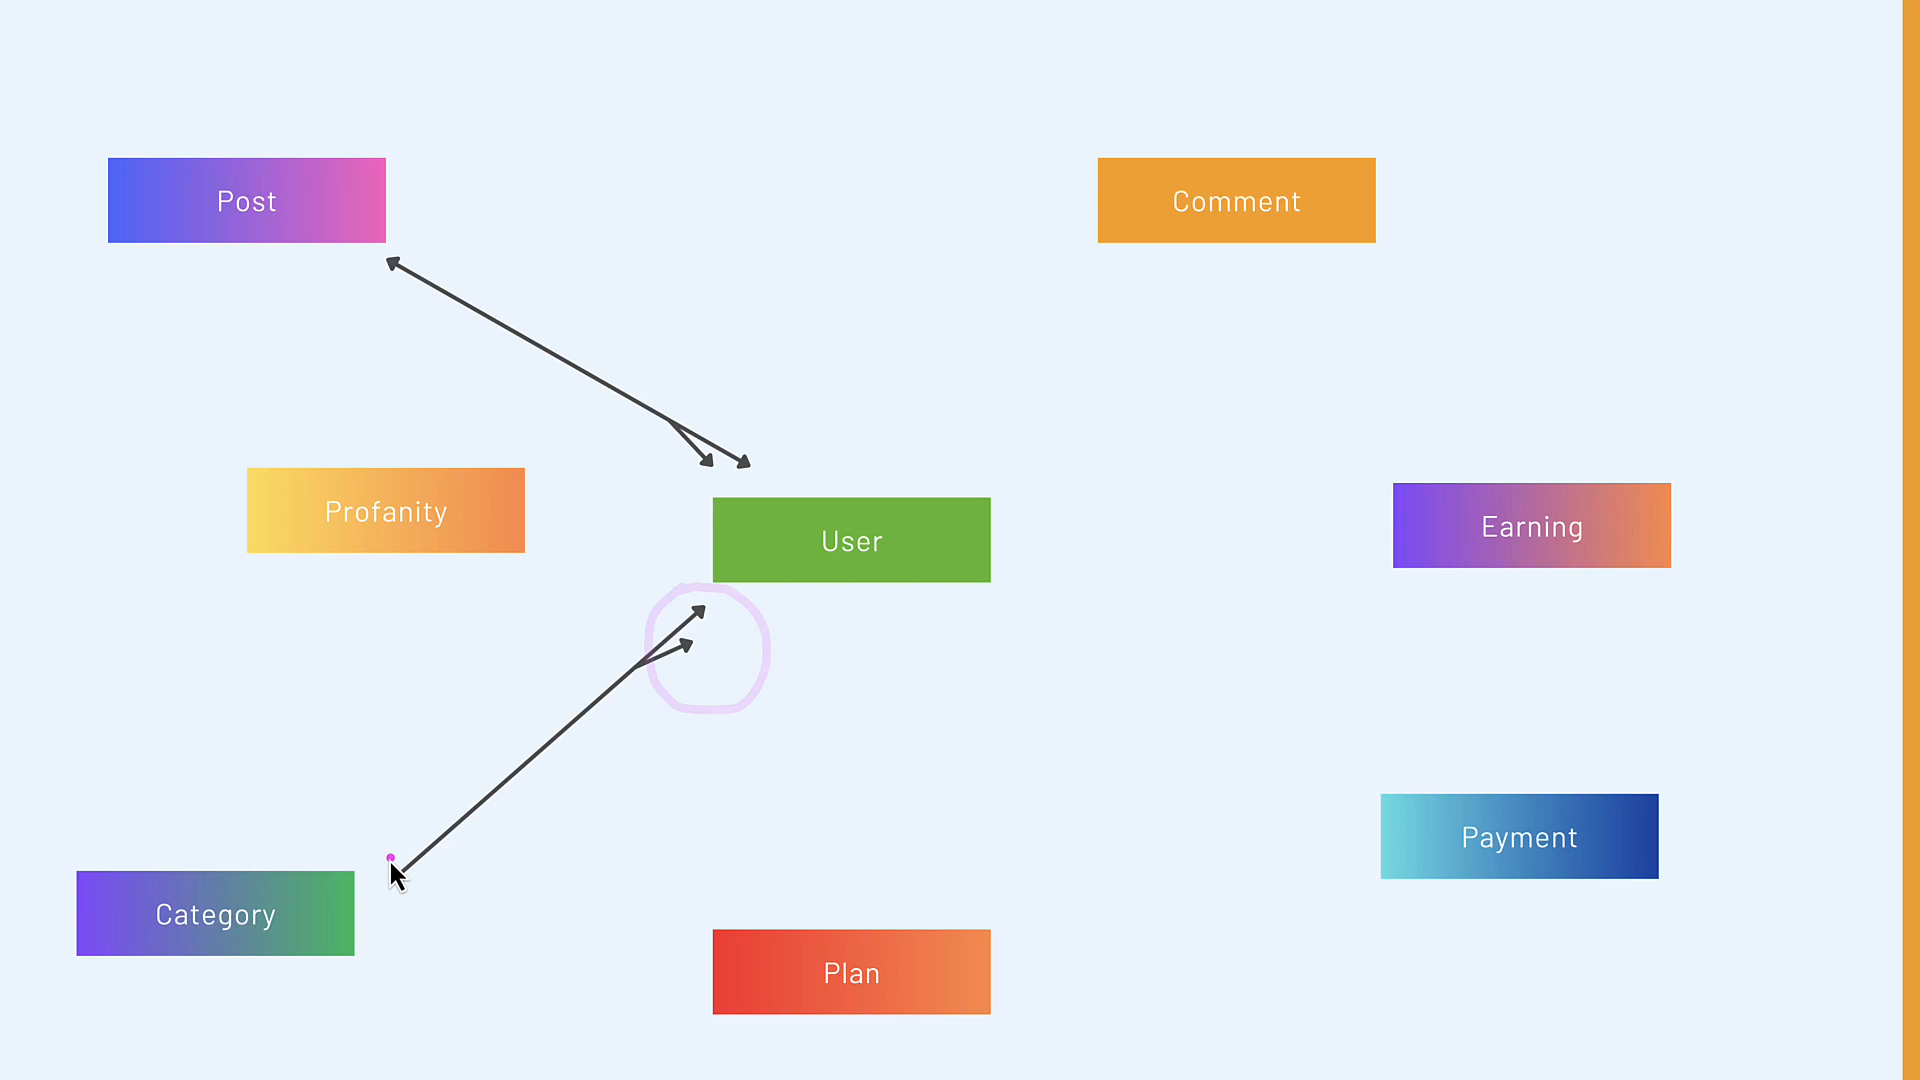 Post
Comment
Profanity
User
Earning
Payment
Category
Plan